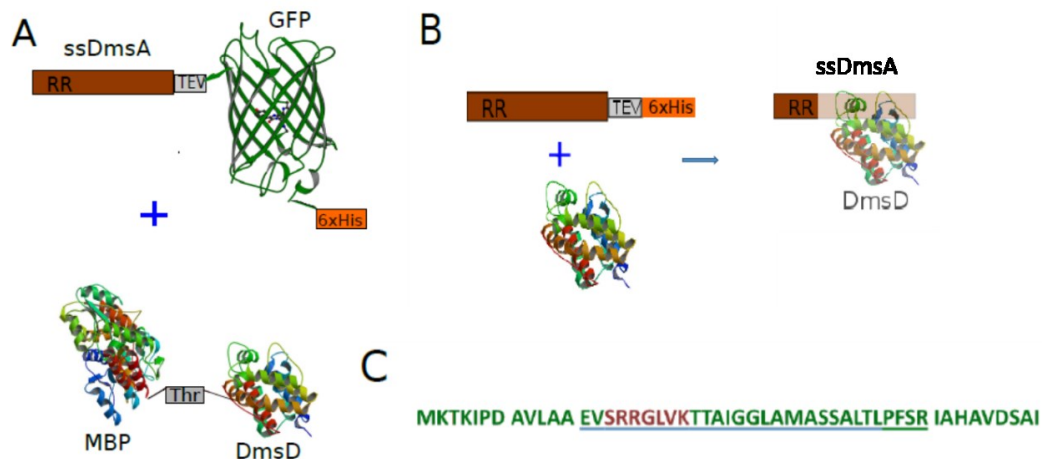 A
ssDmsA
GFP
RR
TEV
6xHis
+
MBP
Thr
DmsD
B
RR
TEV
6xHis
+
ssDmsA
RR
DmsD
C
MKTKIPD AVLAA EVSRRGLVKTTAIGGLAMASSALTLPFSR IAHAVDSAI